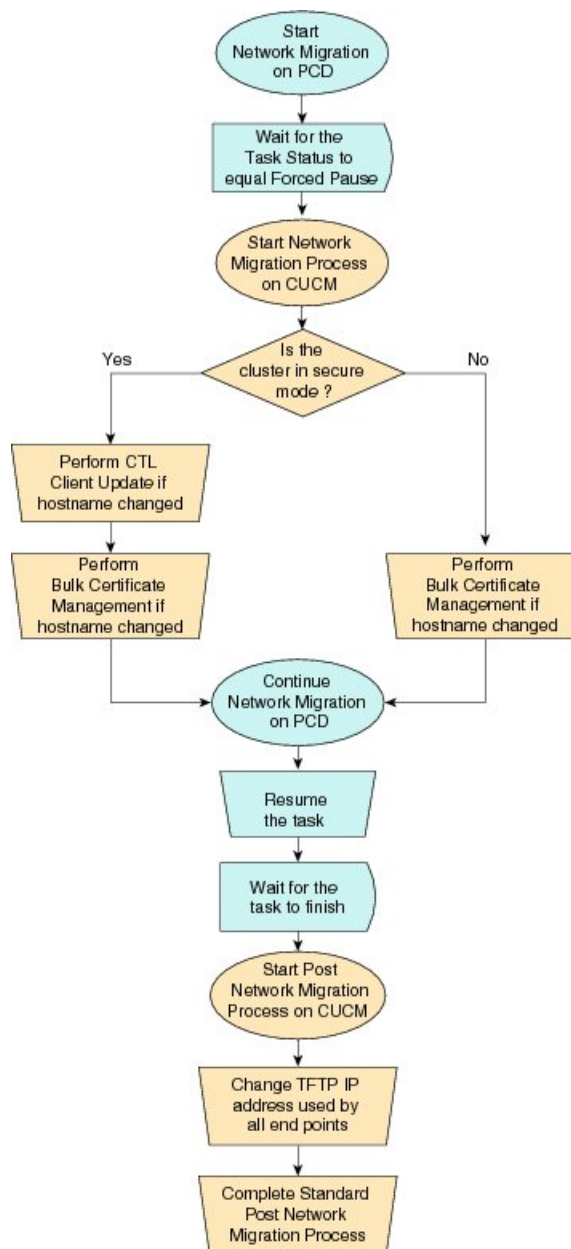 Start
Network Migration
on PCD
Wait for the
Task Status to
equal Forced Pause
Start Network
Migration Process
on CUCM
Is the
cluster in secure
mode ?
Yes
No
Perform CTL
Client Update if
hostname changed
Perform
Bulk Certificate
Management if
hostname changed
Perform
Bulk Certificate
Management if
hostname changed
Continue
Network Migration
on PCD
Resume
the task
Wait for the
task to finish
Start Post
Network Migration
Process on CUCM
Change TFTP IP
address used by
all end points
Complete Standard
Post Network
Migration Process